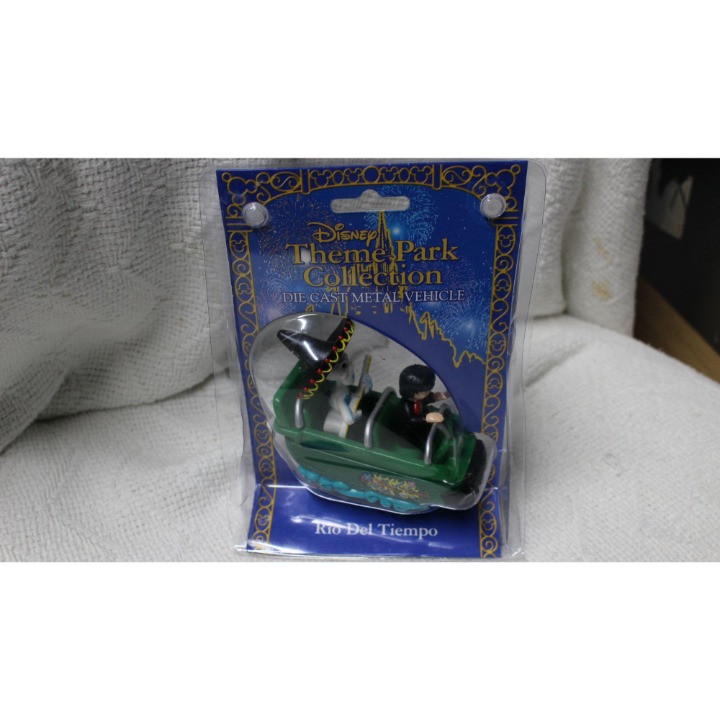 Disney
Theme Park
Collection
DIE CAST METAL VEHICLE
Rio Del Tiempo